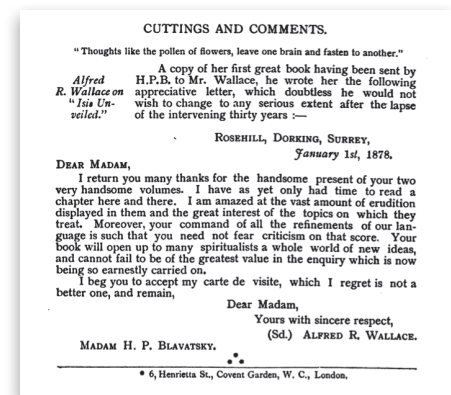 CUTTINGS AND COMMENTS.
"Thoughts like the pollen of flowers, leave one brain and fasten to another."
Alfred
R. Wallace on
"Isis Un-
veiled."
A copy of her first great book having been sent by
H.P.B. to Mr. Wallace, he wrote her the following
appreciative letter, which doubtless he would not
wish to change to any serious extent after the lapse
of the intervening thirty years :—
ROSEHILL, DORKING, SURREY,
January 1st, 1878.
DEAR MADAM,
I return you many thanks for the handsome present of your two
very handsome volumes. I have as yet only had time to read a
chapter here and there. I am amazed at the vast amount of erudition
displayed in them and the great interest of the topics on which they
treat. Moreover, your command of all the refinements of our lan-
guage is such that you need not fear criticism on that score. Your
book will open up to many spiritualists a whole world of new ideas,
and cannot fail to be of the greatest value in the enquiry which is now
being so earnestly carried on.
I beg you to accept my carte de visite, which I regret is not a
better one, and remain,
Dear Madam,
Yours with sincere respect,
(Sd.) ALFRED R. WALLACE.
MADAM H. P. BLAVATSKY.
* 6, Henrietta St., Covent Garden, W. C., London.